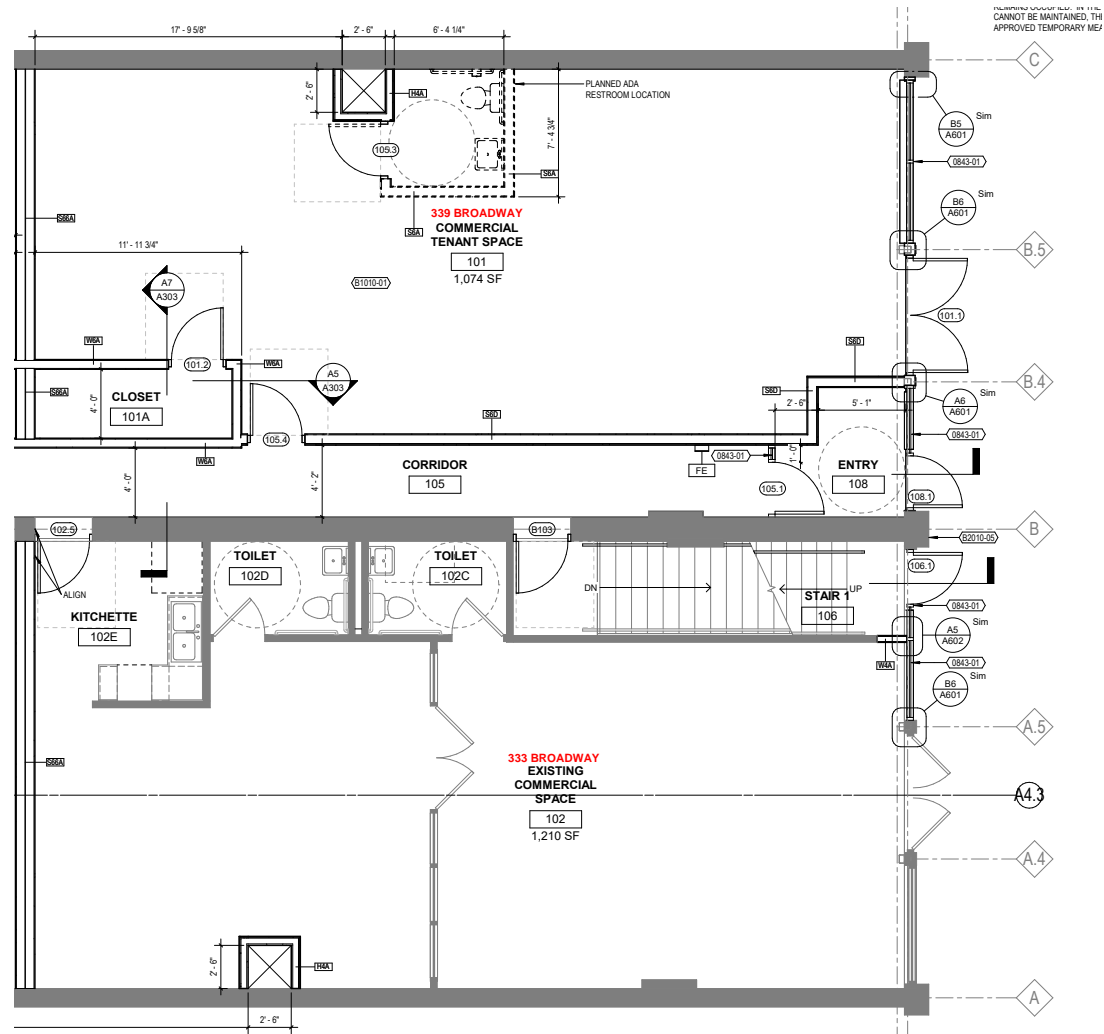 REMAINS OCCUPIED. IN THE
CANNOT BE MAINTAINED, THE
APPROVED TEMPORARY MEA
17' - 9 5/8"
2' - 6"
6' - 4 1/4"
C
2' - 6"
H4A
PLANNED ADA
RESTROOM LOCATION
B5
A601
Sim
7' - 4 3/4"
105.3
0843-01
S6A
B6
A601
Sim
S66A
339 BROADWAY
COMMERCIAL
TENANT SPACE
101
1,074 SF
S6A
11' - 11 3/4"
B.5
A7
A303
B1010-01
101.1
W6A
101.2
W6A
S6D
S6D
A5
A303
B.4
S66A
CLOSET
101A
4' - 0"
2' - 6"
5' - 1"
A6
A601
Sim
105.4
S6D
0843-01
W6A
1' - 0"
4' - 0"
4' - 2"
CORRIDOR
105
FE
0843-01
ENTRY
108
105.1
108.1
102.5
B103
B
B2010-05
TOILET
102D
TOILET
102C
106.1
ALIGN
DN
UP
STAIR 1
106
0843-01
KITCHETTE
102E
W4A
A5
A602
Sim
0843-01
B6
A601
Sim
A.5
S66A
333 BROADWAY
EXISTING
COMMERCIAL
SPACE
102
1,210 SF
A4.3
A.4
2' - 6"
H4A
A
2' - 6"